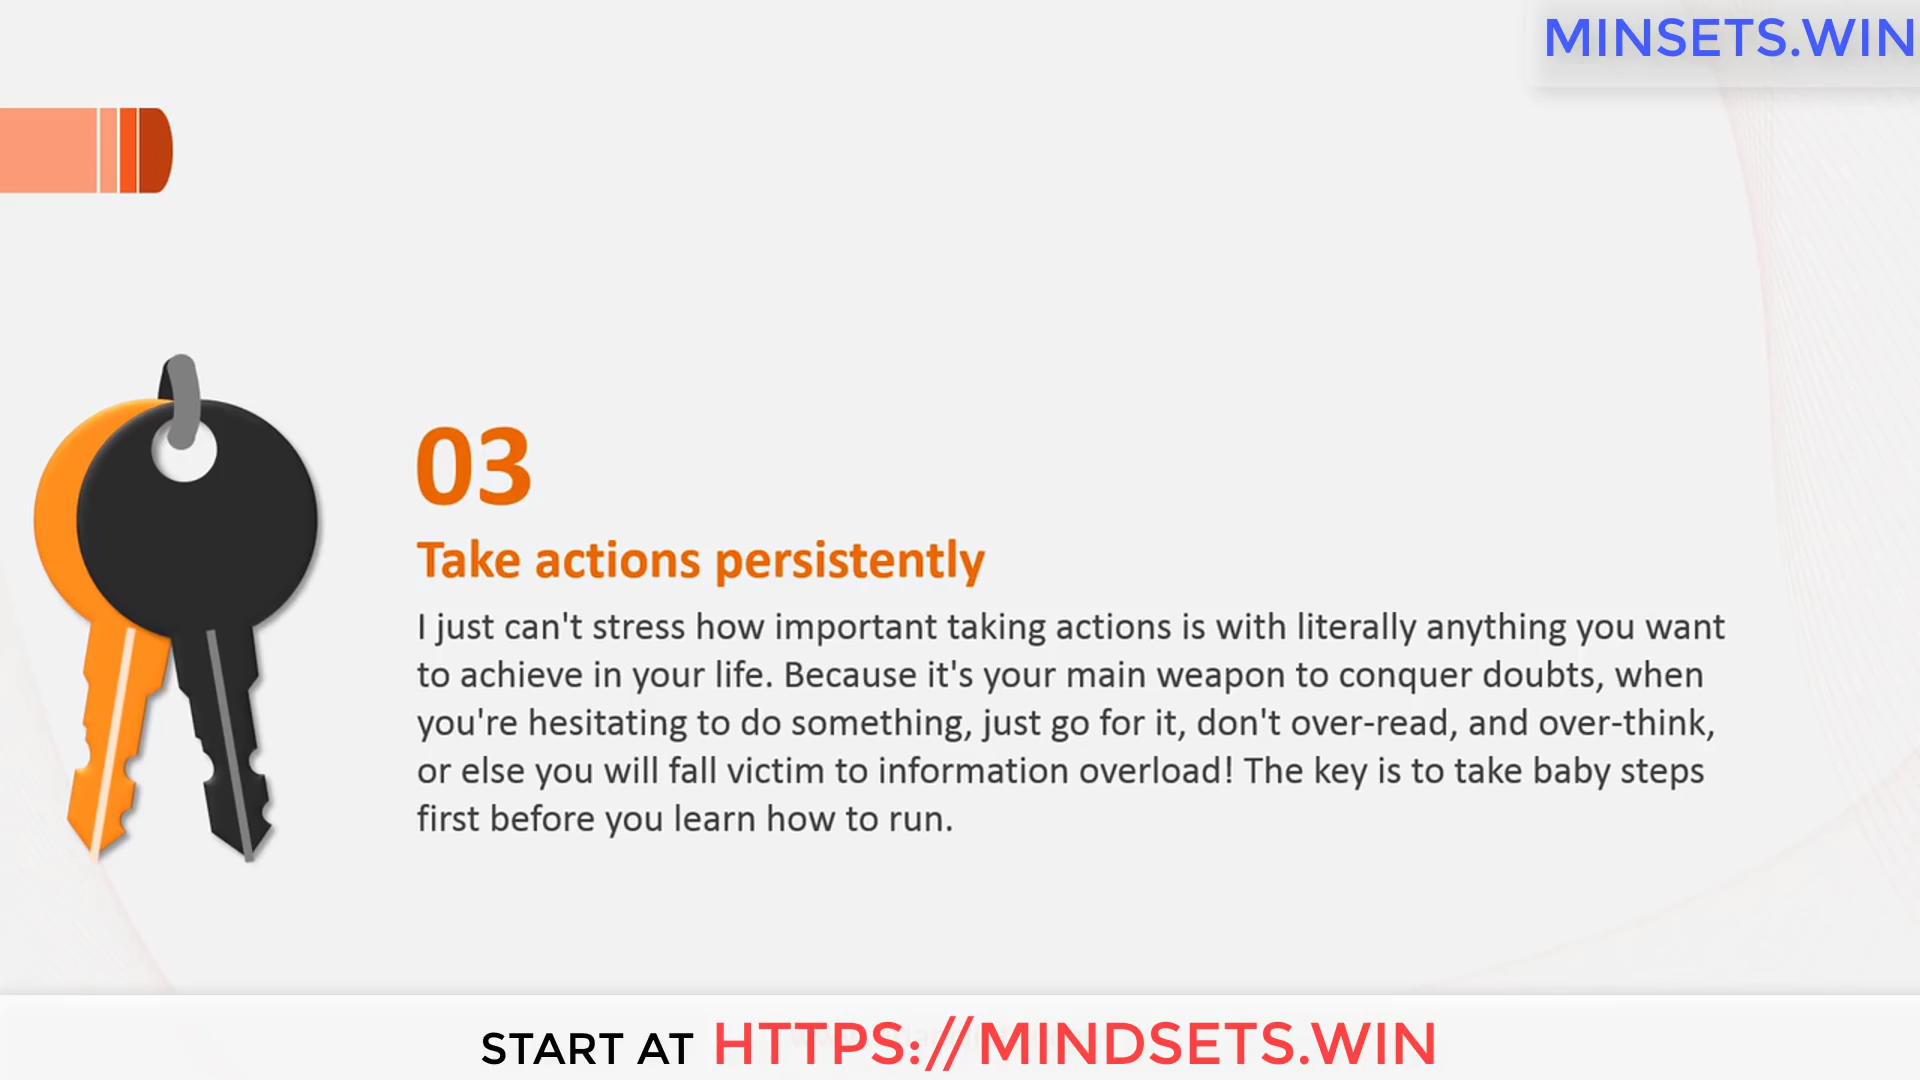 MINSETS.WIN
03
Take actions persistently
I just can't stress how important taking actions is with literally anything you want
to achieve in your life. Because it's your main weapon to conquer doubts, when
you're hesitating to do something, just go for it, don't over-read, and over-think,
or else you will fall victim to information overload! The key is to take baby steps
first before you learn how to run.
START AT HTTPS://MINDSETS.WIN